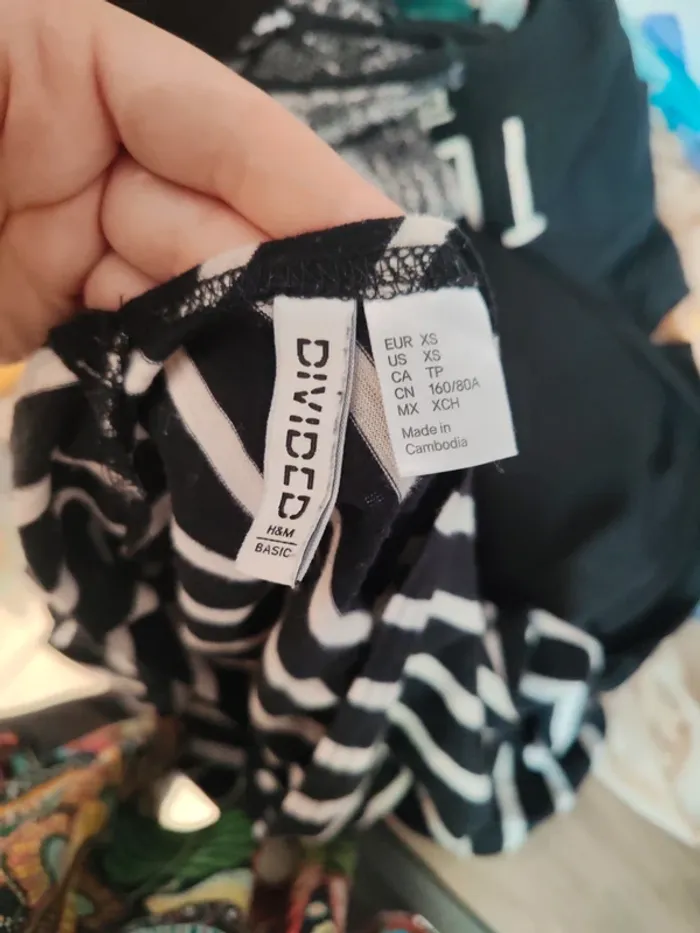 DIVIDED
H&M
BASIC
EUR XS
US XS
CA TP
CN 160/80A
MX XCH
Made in
Cambodia